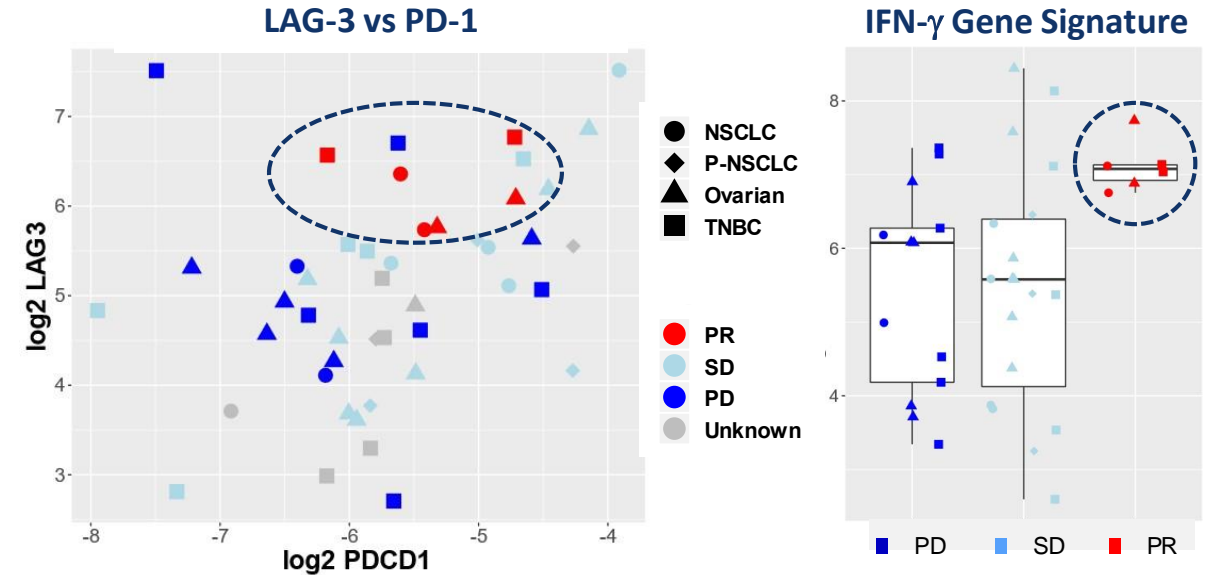 LAG-3 vs PD-1
log2 LAG3
7
6
5
4
3
-8
-7
-6
-5
-4
log2 PDCD1
NSCLC
P-NSCLC
Ovarian
TNBC
PR
SD
PD
Unknown
IFN-γ Gene Signature
8
6
4
PD
SD
PR